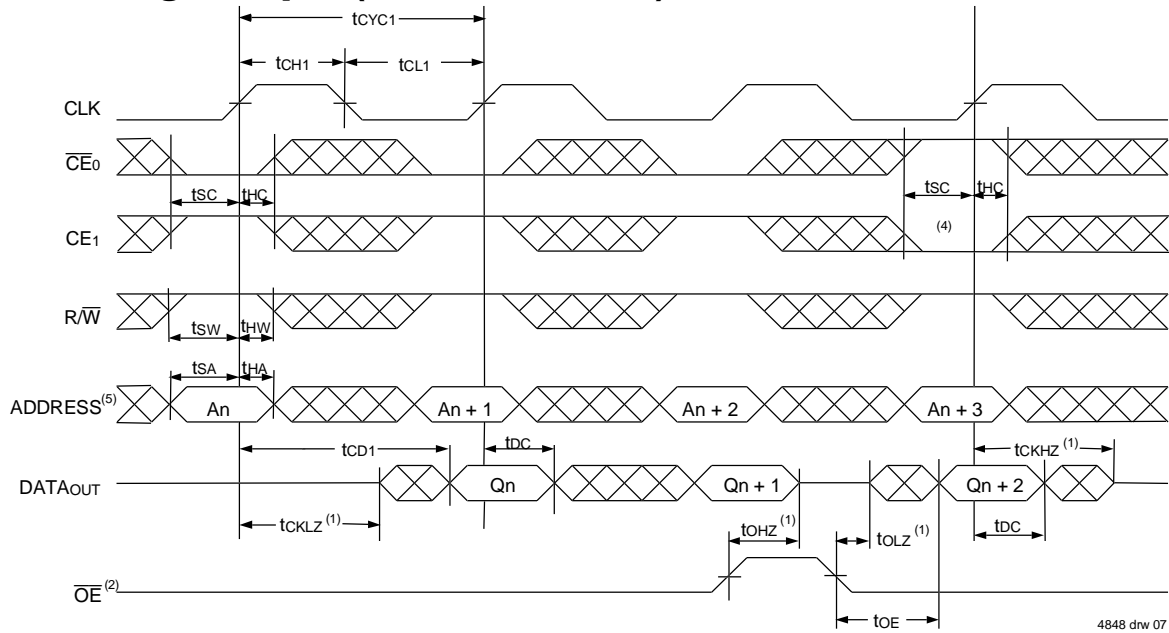 tCYC1
tCH1
tCL1
CLK
CE0
tSC
tHC
tSC
tHC
CE1
(4)
R/W
tSW
tHW
tSA
tHA
ADDRESS(5)
An
An + 1
An + 2
An + 3
tCD1
tDC
tCKHZ (1)
DATAOUT
Qn
Qn + 1
Qn + 2
tCKLZ (1)
tOHZ (1)
tOLZ (1)
tDC
OE (2)
tOE
4848 drw 07